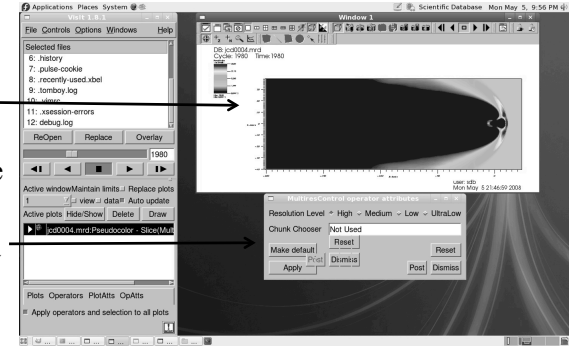 Applications Places System
Scientific Database Mon May 5, 9:56 PM
VisIt 1.8.1
File Controls Options Windows Help
Selected files
6: .history
7: .pulse-cookie
8: .recently-used.xbel
9: .tomboy.log
10: .vimrc
11: .xsession-errors
12: debug.log
ReOpen Replace Overlay
1980
Active window Maintain limits Replace plots
1 view data Auto update
Active plots Hide/Show Delete Draw
jcd0004.mrd:Pseudocolor - Slice(Mult
Plots Operators PlotAtts OpAtts
Apply operators and selection to all plots
Window 1
DB: jcd0004.mrd
Cycle: 1980 Time:1980
user: sdb
Mon May 5 21:46:59 2008
MultiresControl operator attributes
Resolution Level High Medium Low UltraLow
Chunk Chooser Not Used
Make default Reset Reset
Apply Post Dismiss Post Dismiss
e